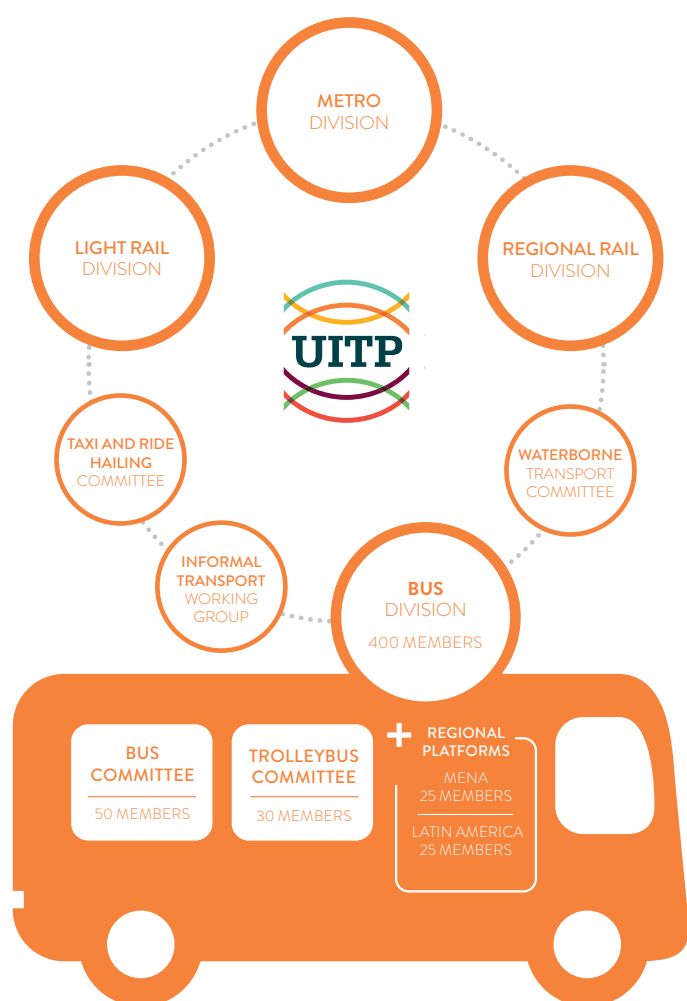 METRO
DIVISION
LIGHT RAIL
DIVISION
REGIONAL RAIL
DIVISION
UITP
TAXI AND RIDE
HAILING
COMMITTEE
WATERBORNE
TRANSPORT
COMMITTEE
INFORMAL
TRANSPORT
WORKING
GROUP
BUS
DIVISION
400 MEMBERS
BUS
COMMITTEE
50 MEMBERS
TROLLEYBUS
COMMITTEE
30 MEMBERS
+ REGIONAL
PLATFORMS
MENA
25 MEMBERS
LATIN AMERICA
25 MEMBERS